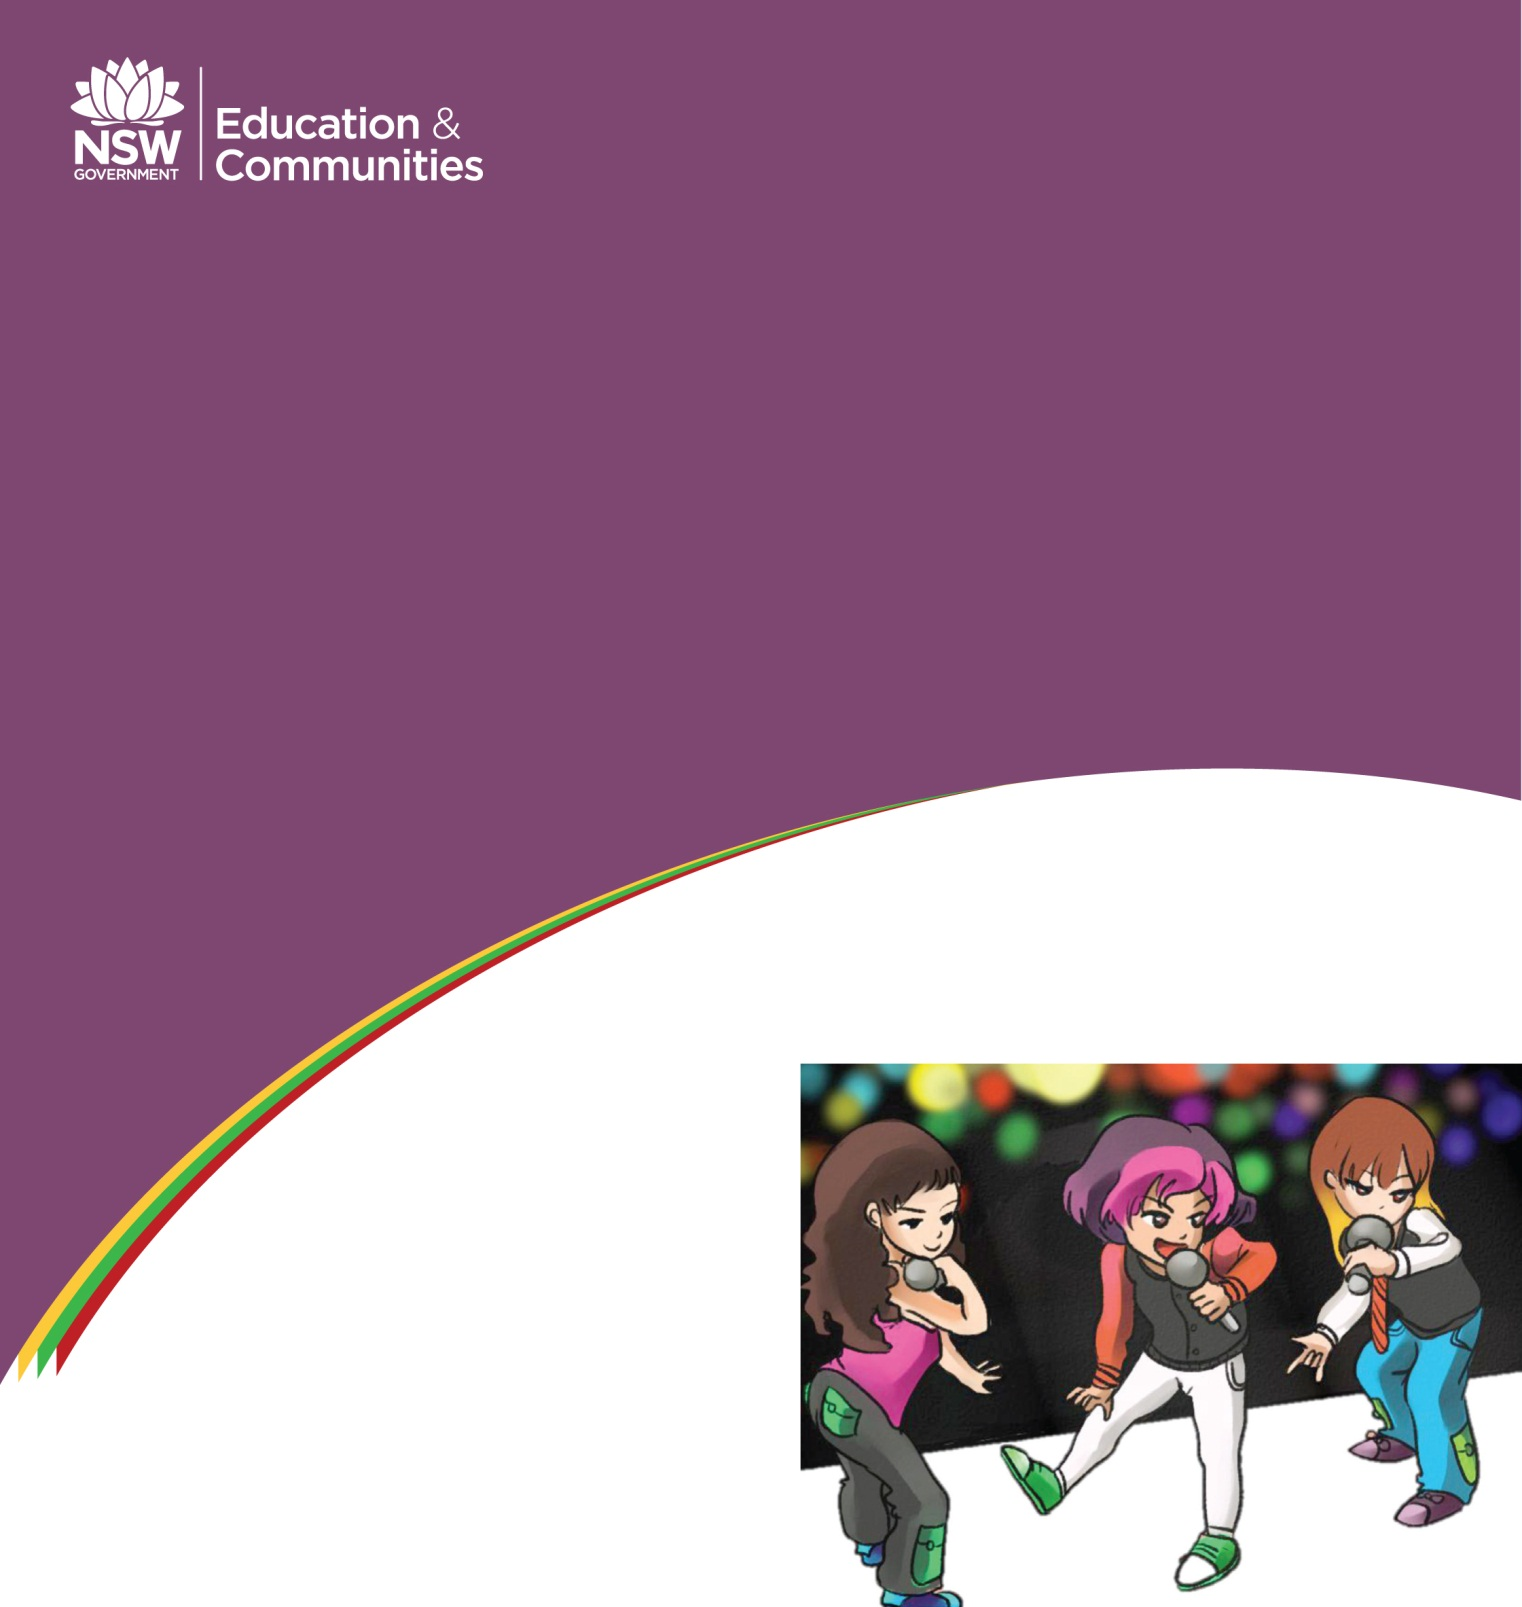 NSW
GOVERNMENT
Education &
Communities